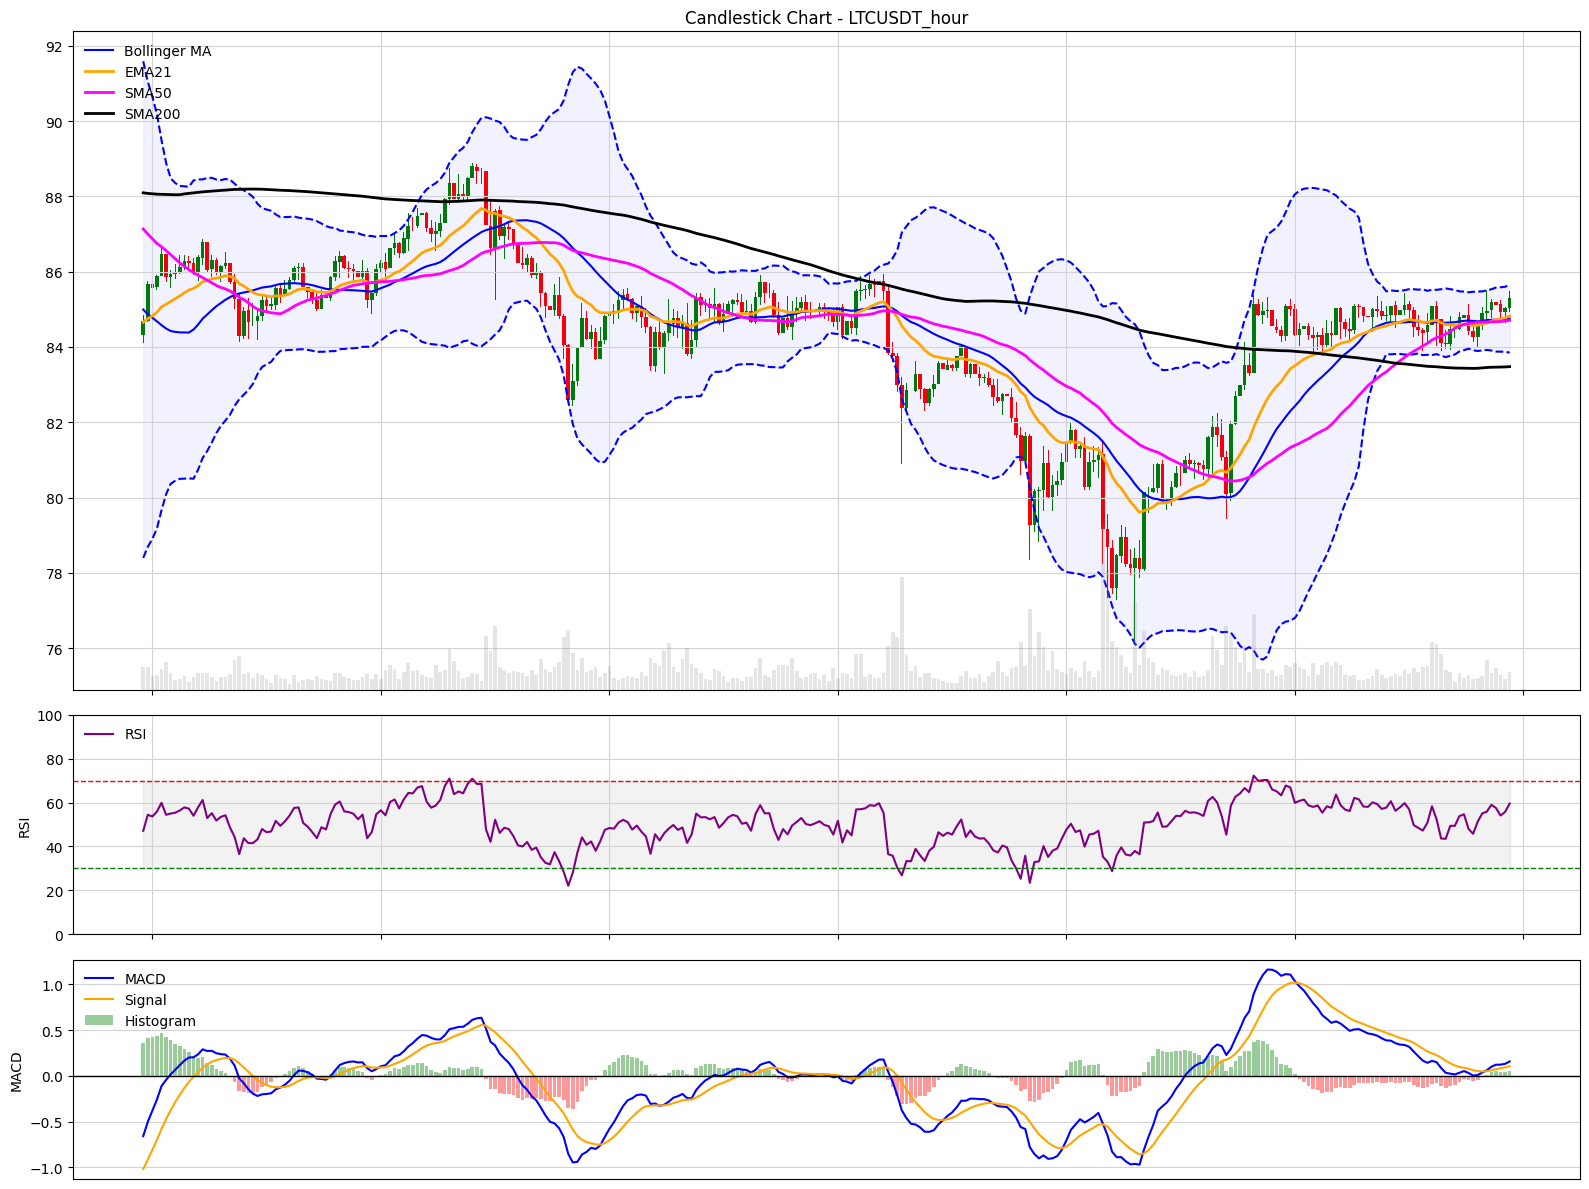 Candlestick Chart - LTCUSDT_hour
Bollinger MA
EMA21
SMA50
SMA200
92
90
88
86
84
82
80
78
76
RSI
RSI
100
80
60
40
20
0
MACD
Signal
Histogram
MACD
1.0
0.5
0.0
−0.5
−1.0